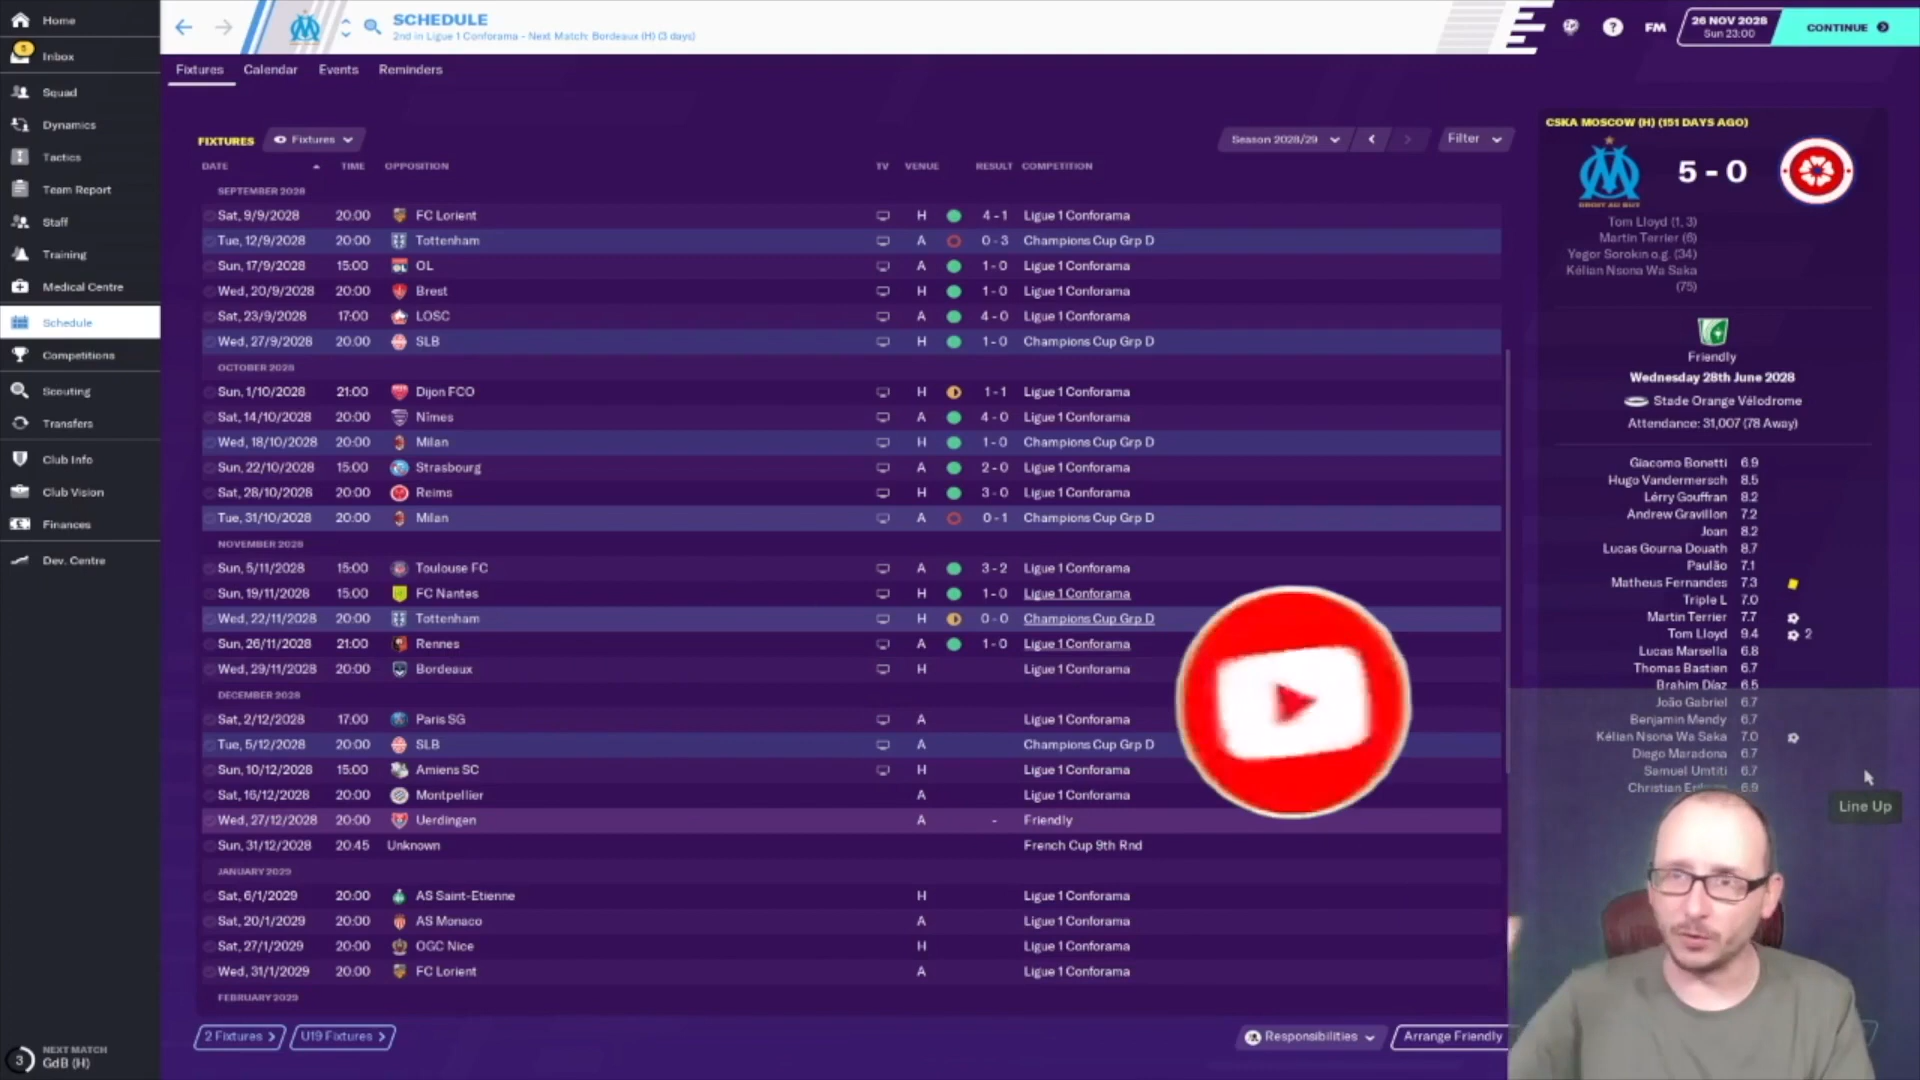 Home
Inbox
5
Squad
Dynamics
Tactics
Team Report
Staff
Training
Medical Centre
Schedule
Competitions
Scouting
Transfers
Club Info
Club Vision
Finances
Dev. Centre
3
NEXT MATCH
GdB (H)
SCHEDULE
2nd in Ligue 1 Conforama - Next Match: Bordeaux (H) (3 days)
FM
26 NOV 2028
Sun 23:00
CONTINUE
Fixtures Calendar Events Reminders
FIXTURES Fixtures Season 2028/29 Filter
DATE TIME OPPOSITION TV VENUE RESULT COMPETITION
SEPTEMBER 2028
Sat, 9/9/2028 20:00 FC Lorient H 4 - 1 Ligue 1 Conforama
Tue, 12/9/2028 20:00 Tottenham A 0 - 3 Champions Cup Grp D
Sun, 17/9/2028 15:00 OL A 1 - 0 Ligue 1 Conforama
Wed, 20/9/2028 20:00 Brest H 1 - 0 Ligue 1 Conforama
Sat, 23/9/2028 17:00 LOSC A 4 - 0 Ligue 1 Conforama
Wed, 27/9/2028 20:00 SLB H 1 - 0 Champions Cup Grp D
OCTOBER 2028
Sun, 1/10/2028 21:00 Dijon FCO H 1 - 1 Ligue 1 Conforama
Sat, 14/10/2028 20:00 Nîmes A 4 - 0 Ligue 1 Conforama
Wed, 18/10/2028 20:00 Milan H 1 - 0 Champions Cup Grp D
Sun, 22/10/2028 15:00 Strasbourg A 2 - 0 Ligue 1 Conforama
Sat, 28/10/2028 20:00 Reims H 3 - 0 Ligue 1 Conforama
Tue, 31/10/2028 20:00 Milan A 0 - 1 Champions Cup Grp D
NOVEMBER 2028
Sun, 5/11/2028 15:00 Toulouse FC A 3 - 2 Ligue 1 Conforama
Sun, 19/11/2028 15:00 FC Nantes H 1 - 0 Ligue 1 Conforama
Wed, 22/11/2028 20:00 Tottenham H 0 - 0 Champions Cup Grp D
Sun, 26/11/2028 21:00 Rennes A 1 - 0 Ligue 1 Conforama
Wed, 29/11/2028 20:00 Bordeaux H Ligue 1 Conforama
DECEMBER 2028
Sat, 2/12/2028 17:00 Paris SG A Ligue 1 Conforama
Tue, 5/12/2028 20:00 SLB A Champions Cup Grp D
Sun, 10/12/2028 15:00 Amiens SC H Ligue 1 Conforama
Sat, 16/12/2028 20:00 Montpellier A Ligue 1 Conforama
Wed, 27/12/2028 20:00 Uerdingen A - Friendly
Sun, 31/12/2028 20:45 Unknown French Cup 9th Rnd
JANUARY 2029
Sat, 6/1/2029 20:00 AS Saint-Etienne H Ligue 1 Conforama
Sat, 20/1/2029 20:00 AS Monaco A Ligue 1 Conforama
Sat, 27/1/2029 20:00 OGC Nice H Ligue 1 Conforama
Wed, 31/1/2029 20:00 FC Lorient A Ligue 1 Conforama
FEBRUARY 2029
2 Fixtures U19 Fixtures Responsibilities Arrange Friendly
CSKA MOSCOW (H) (151 DAYS AGO)
5 - 0
DROIT AU BUT
Tom Lloyd (1, 3)
Martin Terrier (6)
Yegor Sorokin o.g. (34)
Kélian Nsona Wa Saka
(75)
Friendly
Wednesday 28th June 2028
Stade Orange Vélodrome
Attendance: 31,007 (78 Away)
Giacomo Bonetti 6.9
Hugo Vandermersch 8.5
Lérry Gouffran 8.2
Andrew Gravillon 7.2
Joan 8.2
Lucas Gourna Douath 8.7
Paulão 7.1
Matheus Fernandes 7.3
Triple L 7.0
Martin Terrier 7.7
Tom Lloyd 9.4 2
Lucas Marsella 6.8
Thomas Bastien 6.7
Brahim Díaz 6.5
João Gabriel 6.7
Benjamin Mendy 6.7
Kélian Nsona Wa Saka 7.0
Diego Maradona 6.7
Samuel Umtiti 6.7
Christian 6.9
Line Up